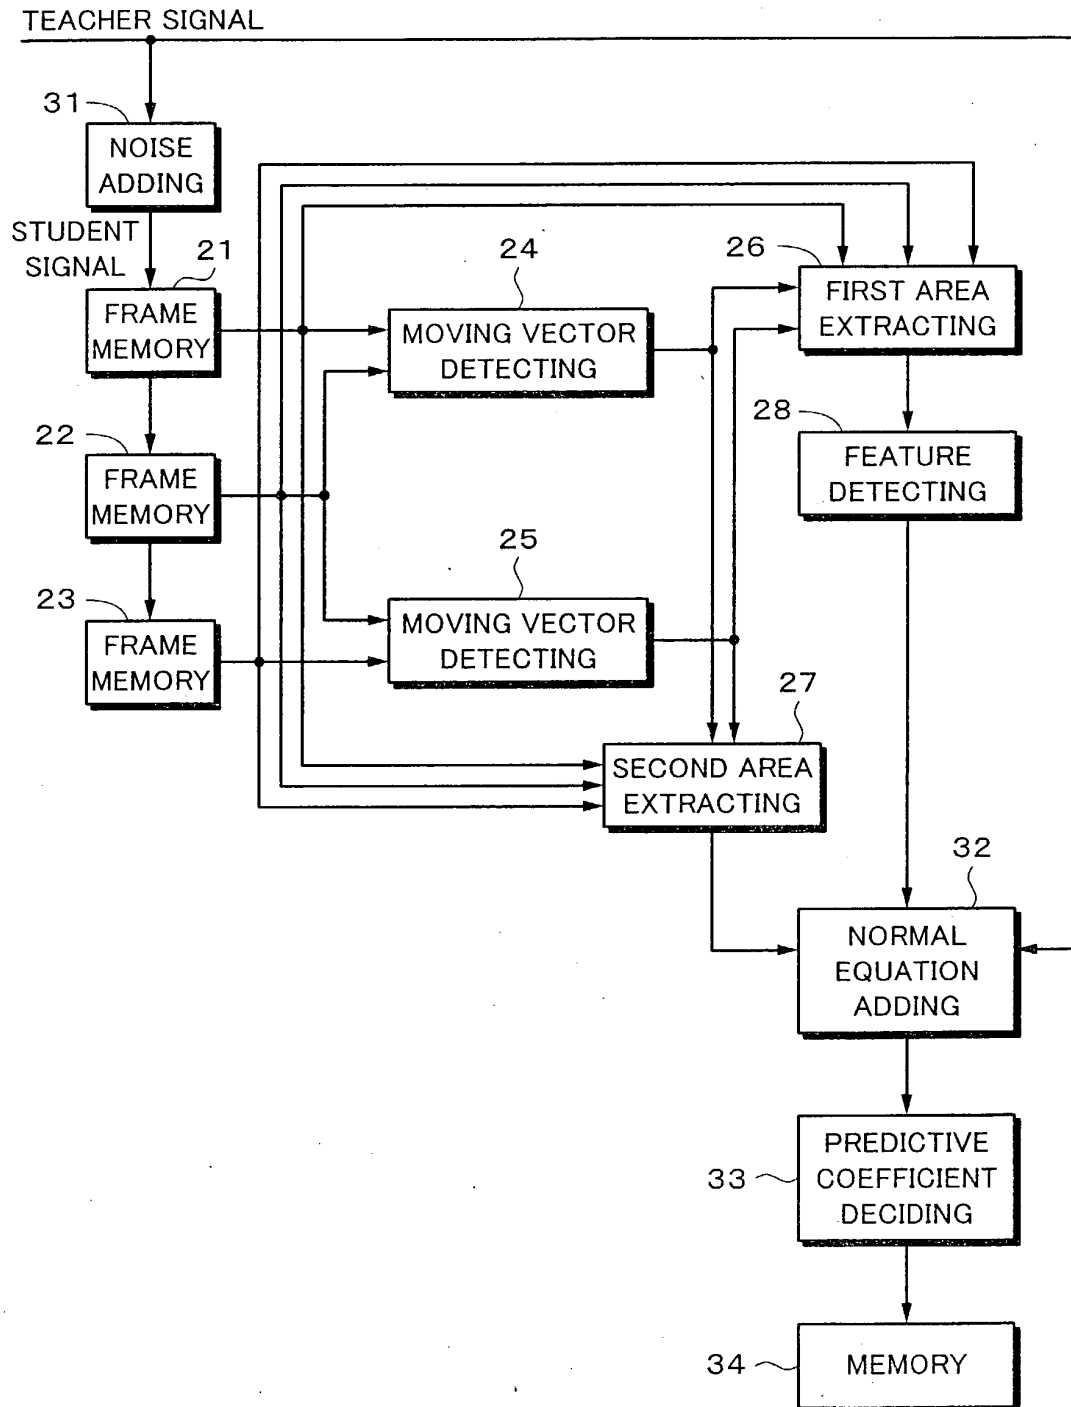 TEACHER SIGNAL
31
NOISE
ADDING
STUDENT
SIGNAL
21
FRAME
MEMORY
22
FRAME
MEMORY
23
FRAME
MEMORY
24
MOVING VECTOR
DETECTING
25
MOVING VECTOR
DETECTING
26
FIRST AREA
EXTRACTING
28
FEATURE
DETECTING
27
SECOND AREA
EXTRACTING
32
NORMAL
EQUATION
ADDING
33
PREDICTIVE
COEFFICIENT
DECIDING
34
MEMORY